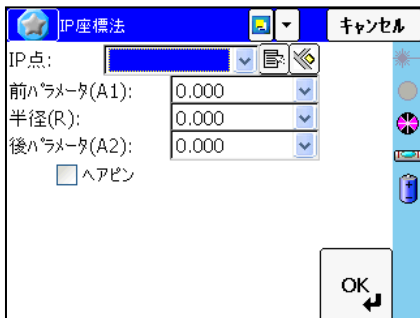 IP座標法 キャンセル
IP点:
前パラメータ(A1): 0.000
半径(R): 0.000
後パラメータ(A2): 0.000
ヘアピン
OK